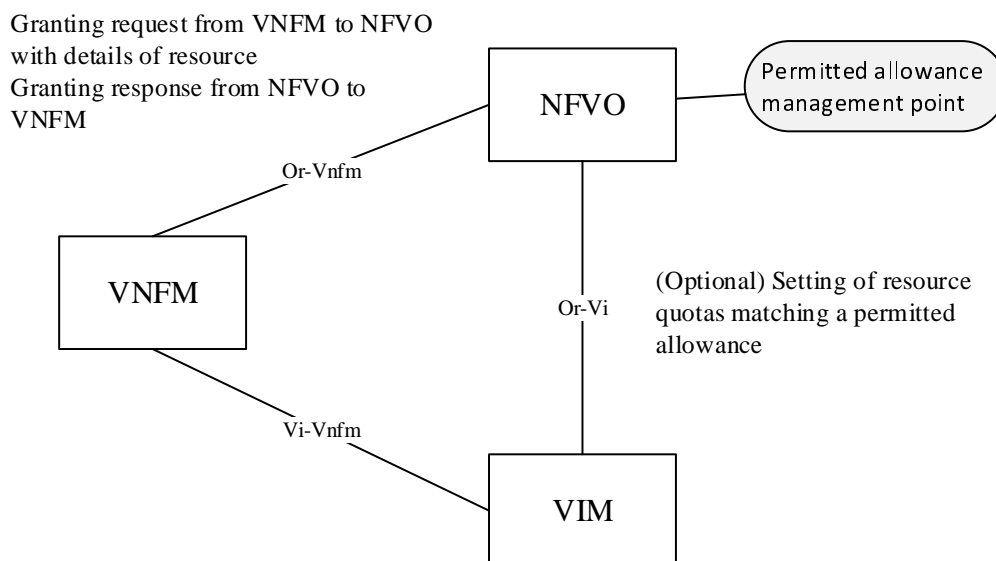 Granting request from VNFM to NFVO
with details of resource
Granting response from NFVO to
VNFM
NFVO
Permitted allowance
management point
Or-Vnfm
VNFM
(Optional) Setting of resource
quotas matching a permitted
allowance
Or-Vi
Vi-Vnfm
VIM